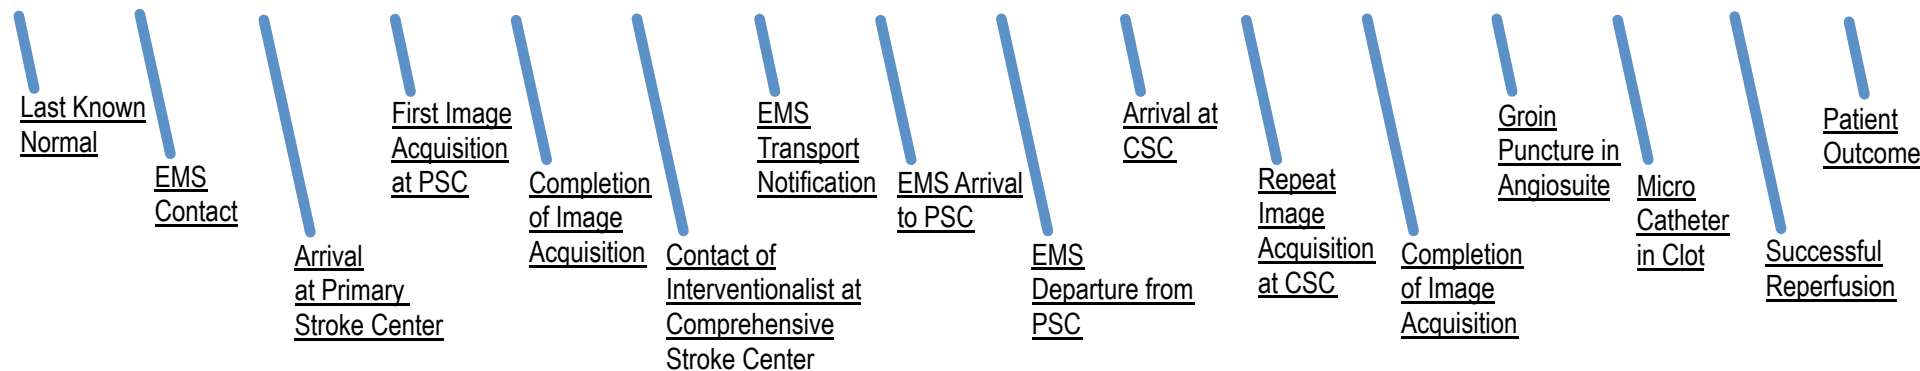 Last Known
Normal
EMS
Contact
Arrival
at Primary
Stroke Center
First Image
Acquisition
at PSC
Completion
of Image
Acquisition
Contact of
Interventionalist at
Comprehensive
Stroke Center
EMS
Transport
Notification
EMS Arrival
to PSC
EMS
Departure from
PSC
Arrival at
CSC
Repeat
Image
Acquisition
at CSC
Completion
of Image
Acquisition
Groin
Puncture in
Angiosuite
Micro
Catheter
in Clot
Successful
Reperfusion
Patient
Outcome